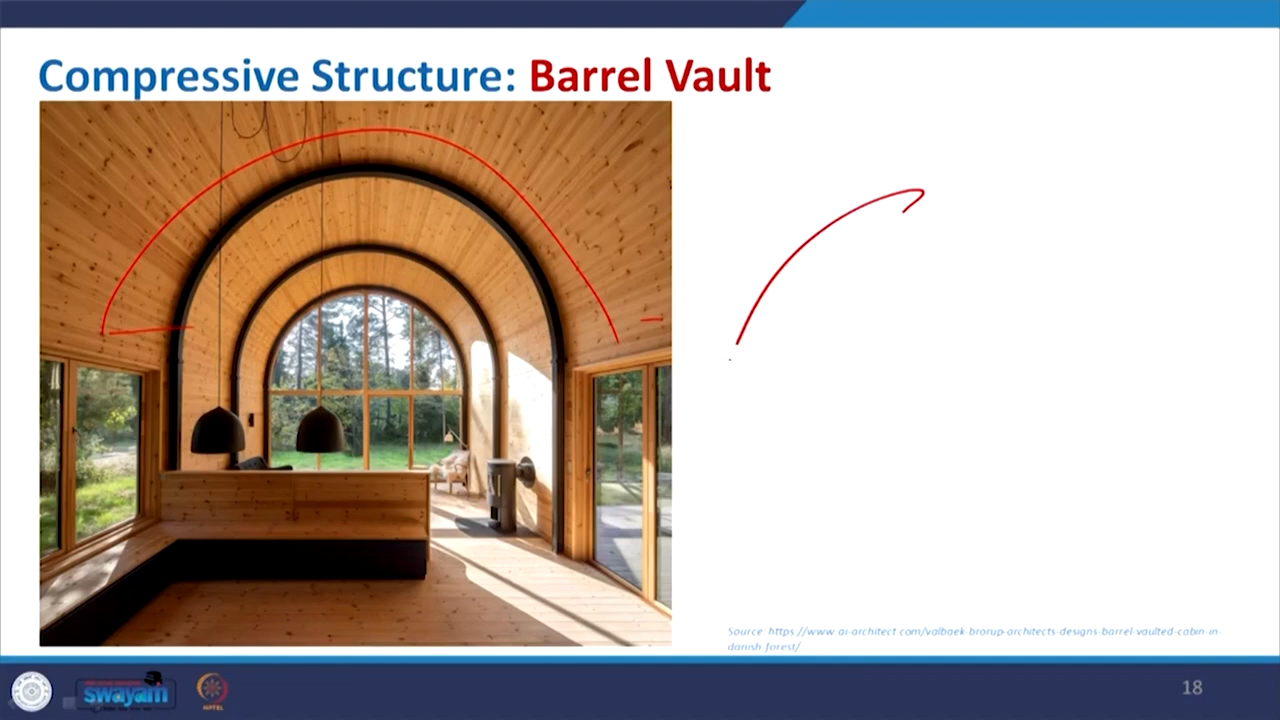 Compressive Structure: Barrel Vault
Source https://www ai-architect.com/valbaek-brorup-architects-designs-barrel-vaulted-cabin-in-
danish forest/
swayam
NPTEL
18